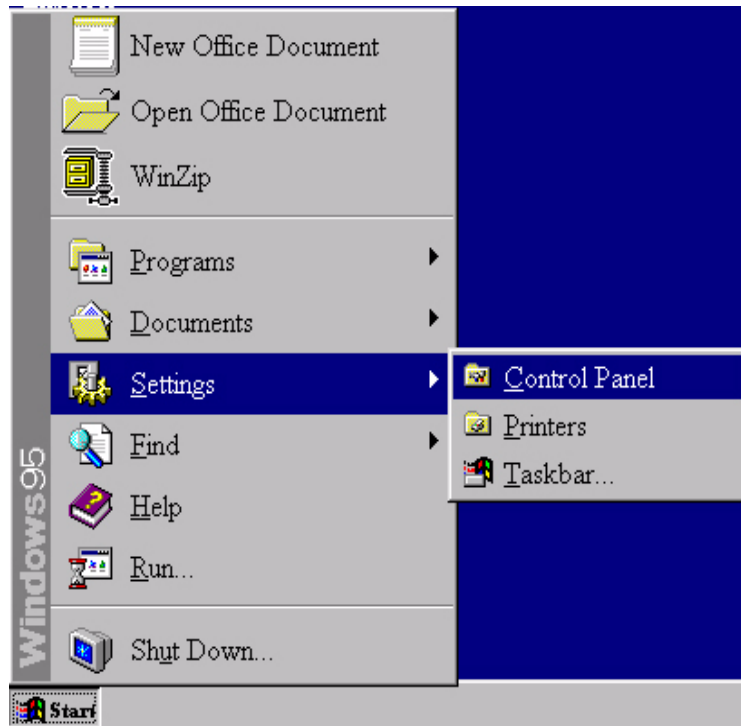 New Office Document
Open Office Document
WinZip
Programs
Documents
Settings
Find
Help
Run...
Shut Down...
Control Panel
Printers
Taskbar...
Windows95
Start